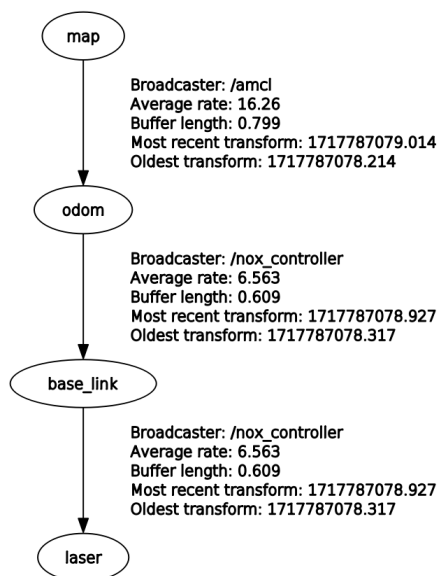 map
Broadcaster: /amcl
Average rate: 16.26
Buffer length: 0.799
Most recent transform: 1717787079.014
Oldest transform: 1717787078.214
odom
Broadcaster: /nox_controller
Average rate: 6.563
Buffer length: 0.609
Most recent transform: 1717787078.927
Oldest transform: 1717787078.317
base_link
Broadcaster: /nox_controller
Average rate: 6.563
Buffer length: 0.609
Most recent transform: 1717787078.927
Oldest transform: 1717787078.317
laser